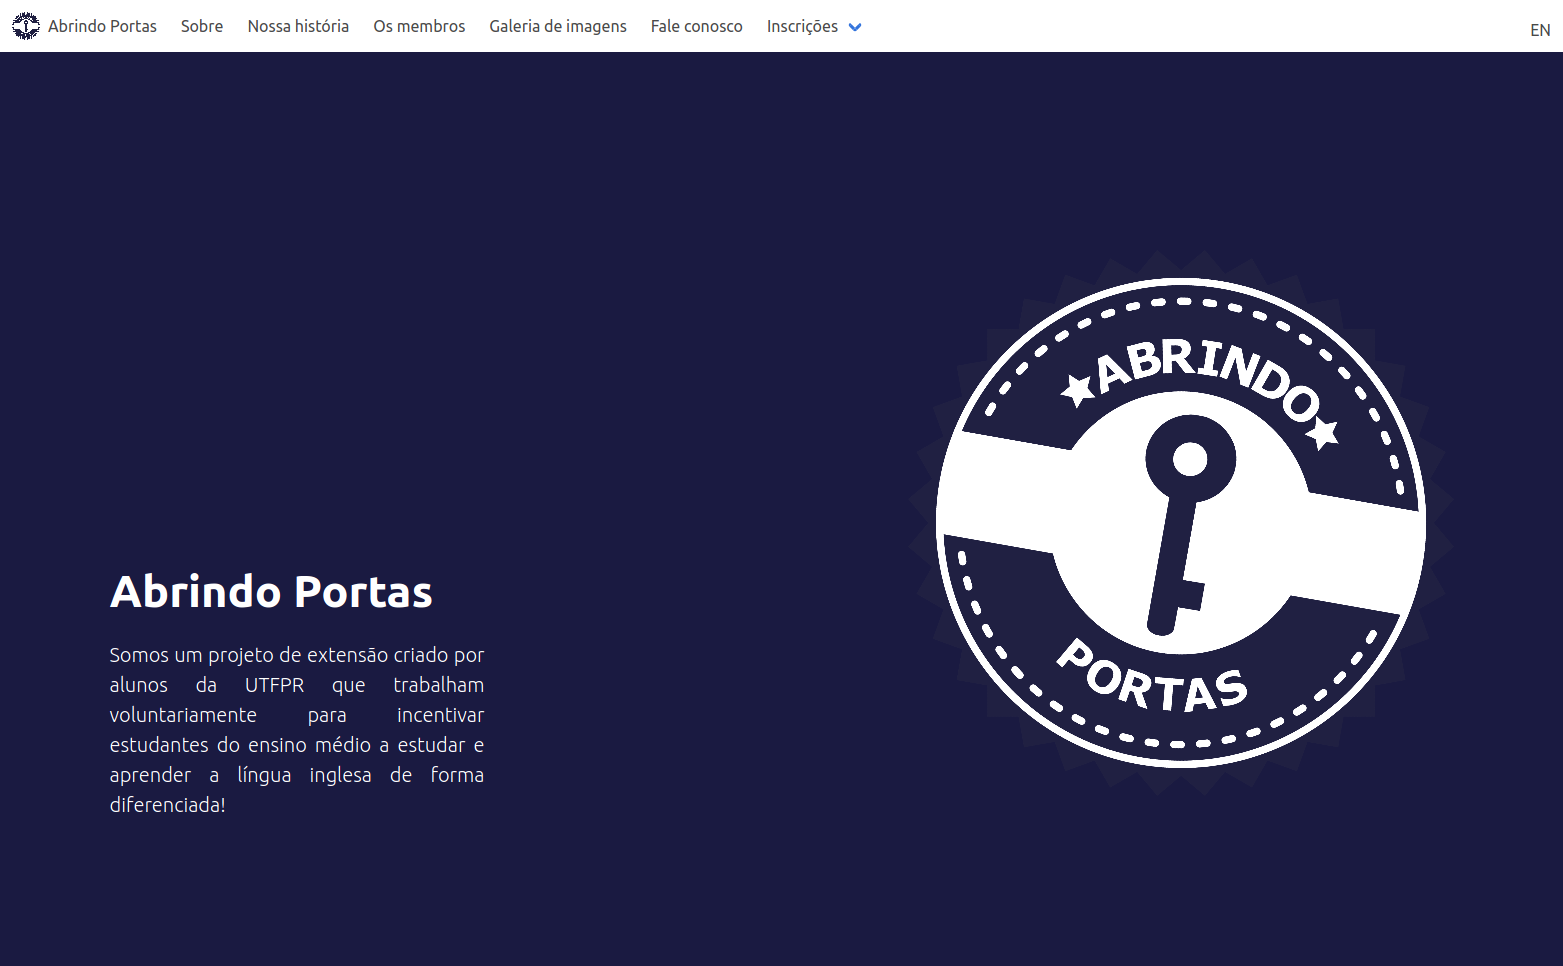 Abrindo Portas Sobre Nossa história Os membros Galeria de imagens Fale conosco Inscrições EN
★ABRINDO★
PORTAS
Abrindo Portas
Somos um projeto de extensão criado por
alunos da UTFPR que trabalham
voluntariamente para incentivar
estudantes do ensino médio a estudar e
aprender a língua inglesa de forma
diferenciada!